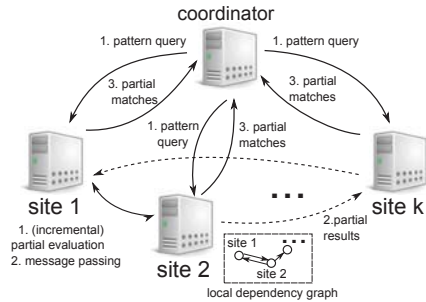 coordinator
1. pattern query
1. pattern query
3. partial
matches
3. partial
matches
1. pattern
query
3. partial
matches
site 1
site 2
site k
...
1. (incremental)
partial evaluation
2. message passing
2.partial
results
site 1
...
site 2
local dependency graph